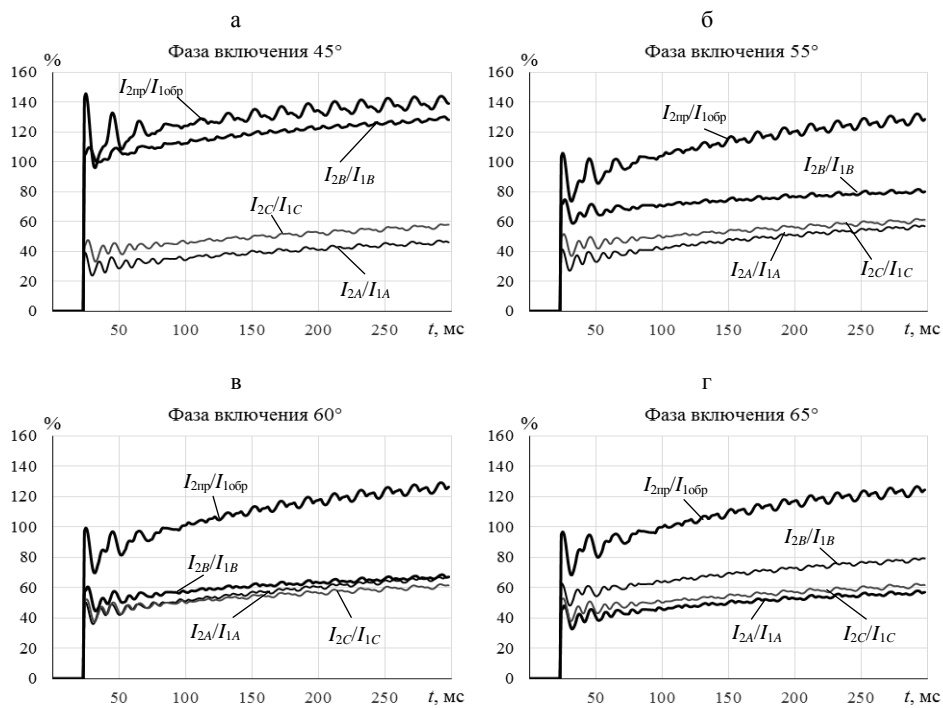 а
Фаза включения 45°
%
160
140
120
100
80
60
40
20
0
I2пр/I1обр
I2B/I1B
I2C/I1C
I2A/I1A
50 100 150 200 250 t, мс
б
Фаза включения 55°
%
160
140
120
100
80
60
40
20
0
I2пр/I1обр
I2B/I1B
I2A/I1A
I2C/I1C
50 100 150 200 250 t, мс
в
Фаза включения 60°
%
160
140
120
100
80
60
40
20
0
I2пр/I1обр
I2B/I1B
I2A/I1A
I2C/I1C
50 100 150 200 250 t, мс
г
Фаза включения 65°
%
160
140
120
100
80
60
40
20
0
I2пр/I1обр
I2B/I1B
I2A/I1A
I2C/I1C
50 100 150 200 250 t, мс